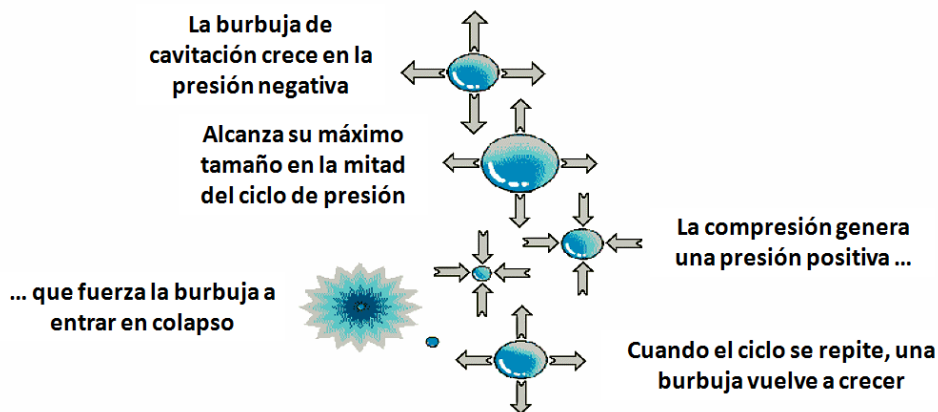 La burbuja de
cavitación crece en la
presión negativa
Alcanza su máximo
tamaño en la mitad
del ciclo de presión
La compresión genera
una presión positiva ...
... que fuerza la burbuja a
entrar en colapso
Cuando el ciclo se repite, una
burbuja vuelve a crecer